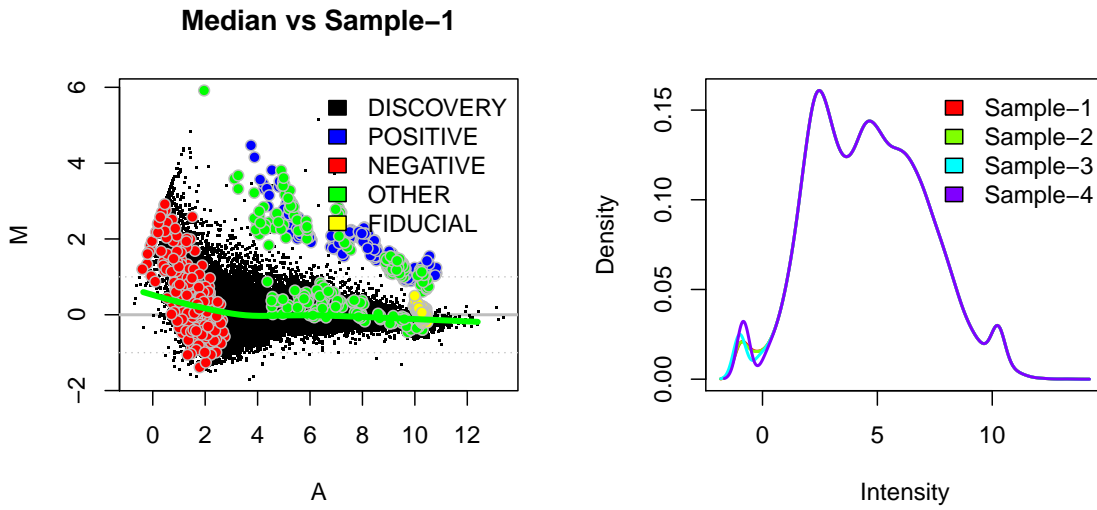 Median vs Sample−1
M
−2
0
2
4
6
0 2 4 6 8 10 12
A
DISCOVERY
POSITIVE
NEGATIVE
OTHER
FIDUCIAL
Density
0.00
0.05
0.10
0.15
0 5 10
Intensity
Sample−1
Sample−2
Sample−3
Sample−4